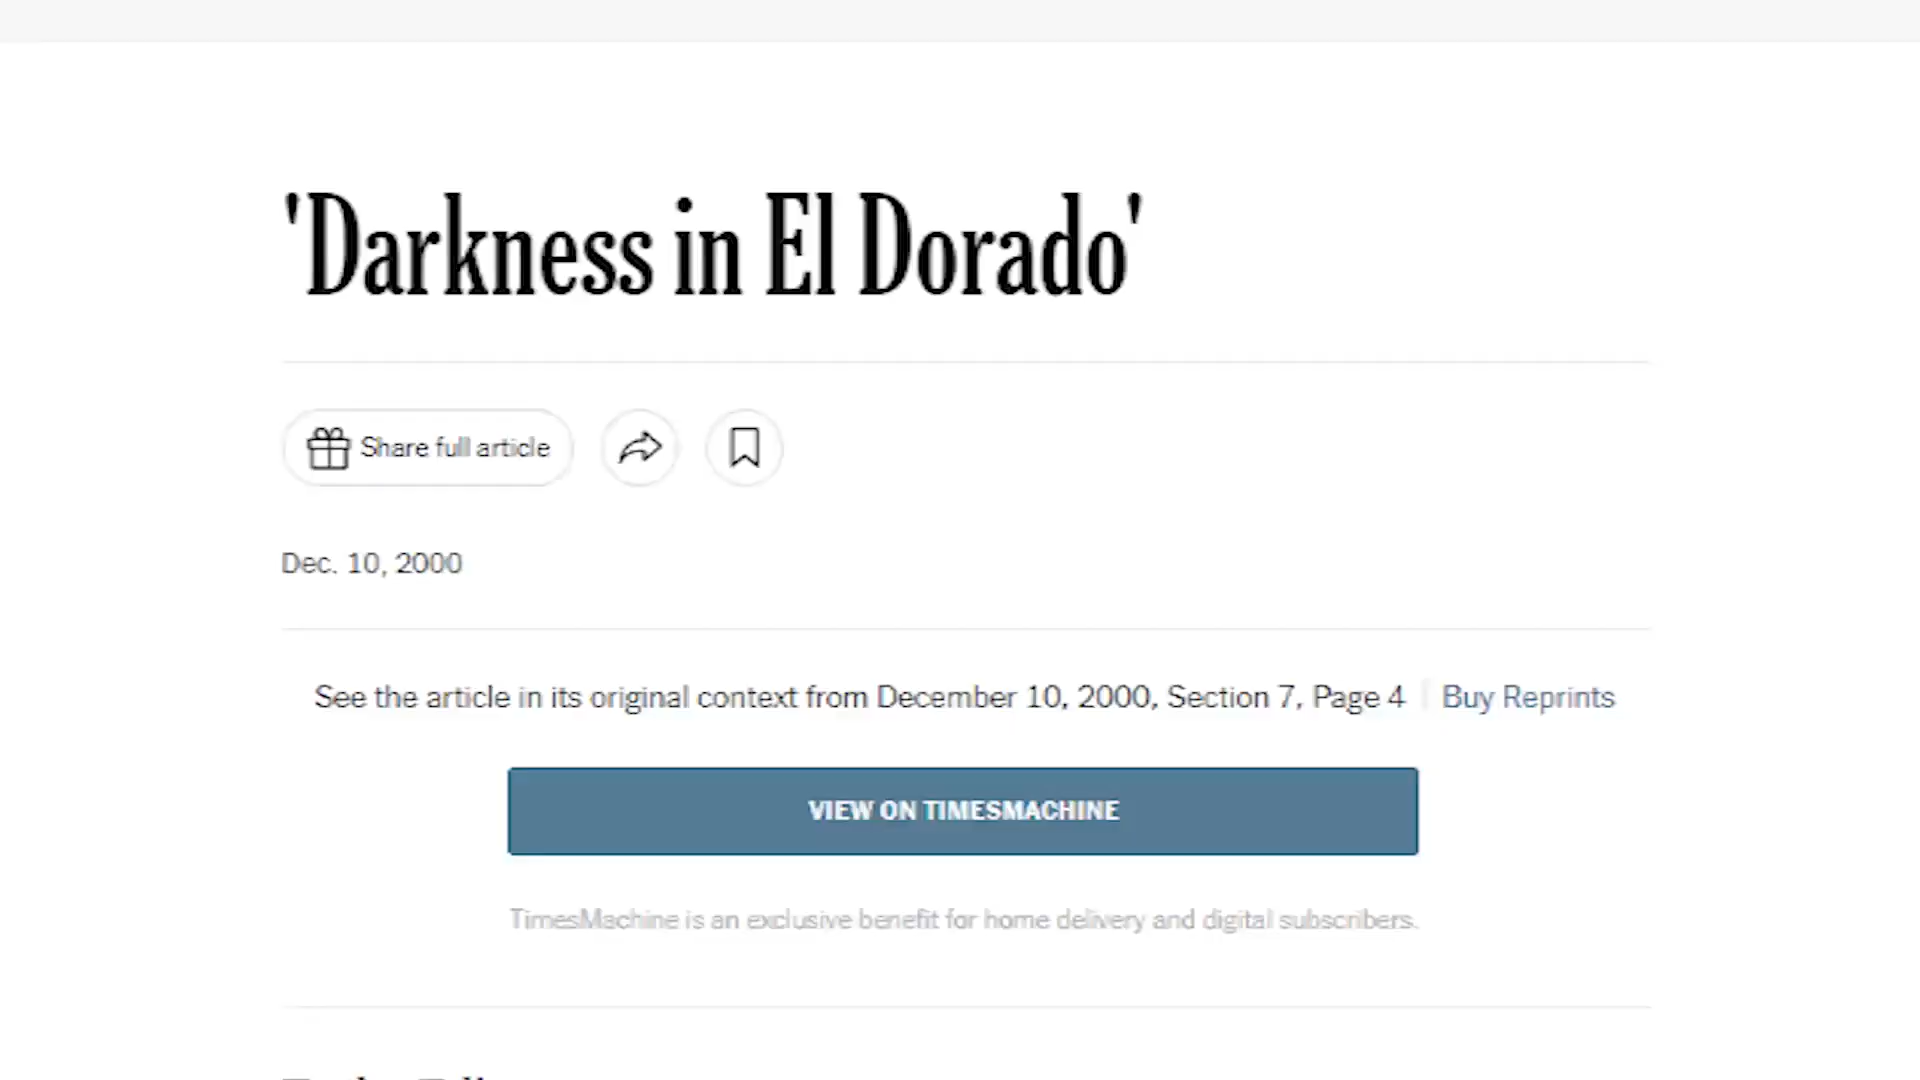 'Darkness in El Dorado'
Share full article
Dec. 10, 2000
See the article in its original context from December 10, 2000, Section 7, Page 4 Buy Reprints
VIEW ON TIMESMACHINE
TimesMachine is an exclusive benefit for home delivery and digital subscribers.